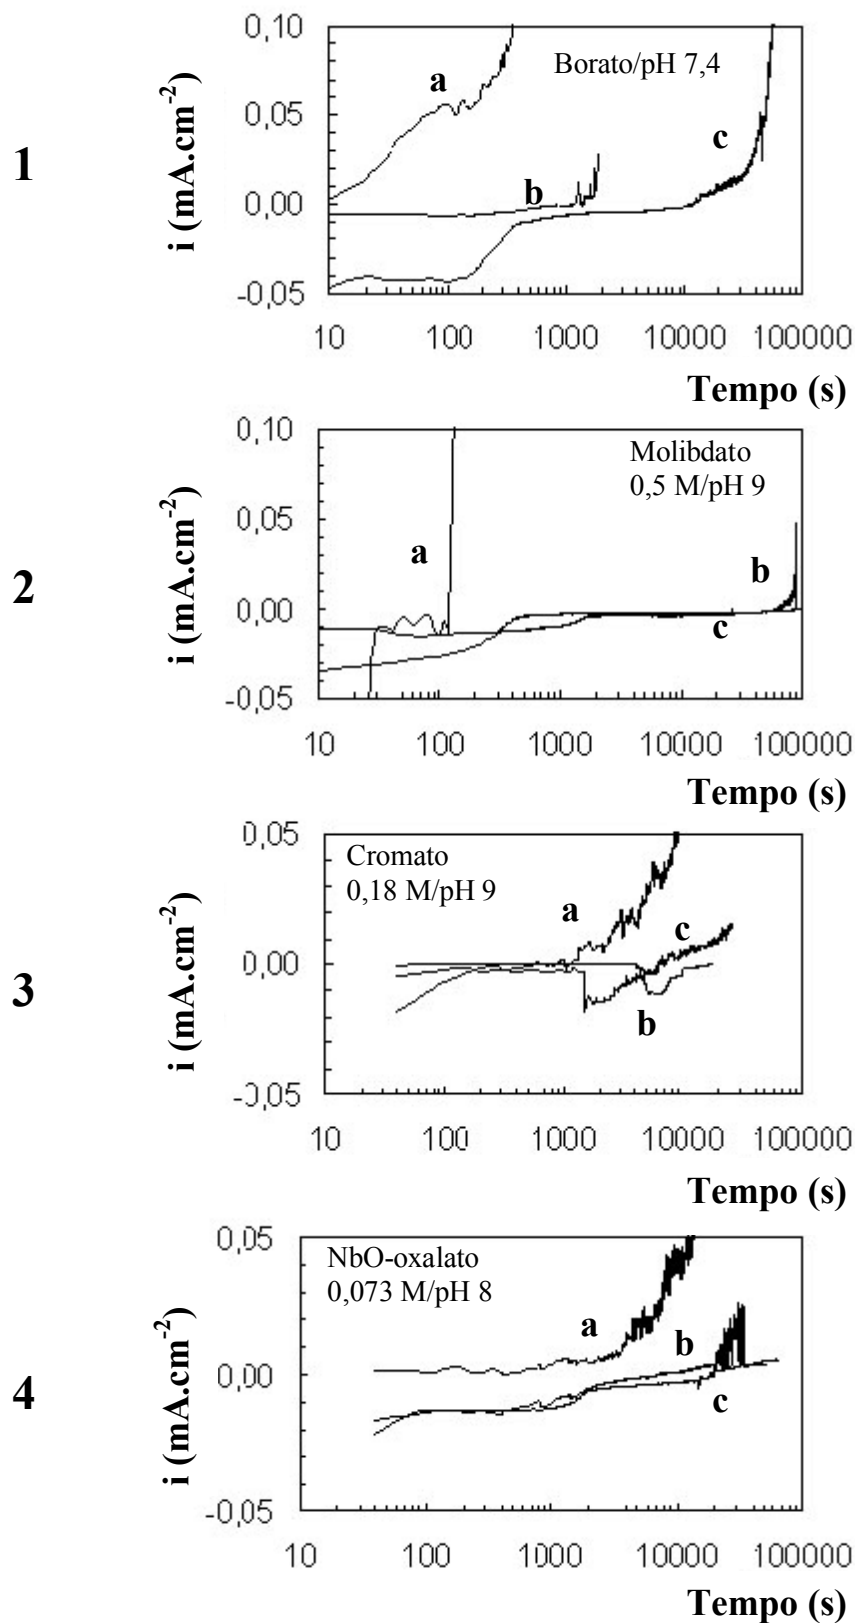 1
i (mA.cm-2)
0,10
0,05
0,00
-0,05
Borato/pH 7,4
a
b
c
10 100 1000 10000 100000
Tempo (s)
2
i (mA.cm-2)
0,10
0,05
0,00
-0,05
Molibdato
0,5 M/pH 9
a
b
c
10 100 1000 10000 100000
Tempo (s)
3
i (mA.cm-2)
0,05
0,00
-0,05
Cromato
0,18 M/pH 9
a
c
b
10 100 1000 10000 100000
Tempo (s)
4
i (mA.cm-2)
0,05
0,00
-0,05
NbO-oxalato
0,073 M/pH 8
a
b
c
10 100 1000 10000 100000
Tempo (s)